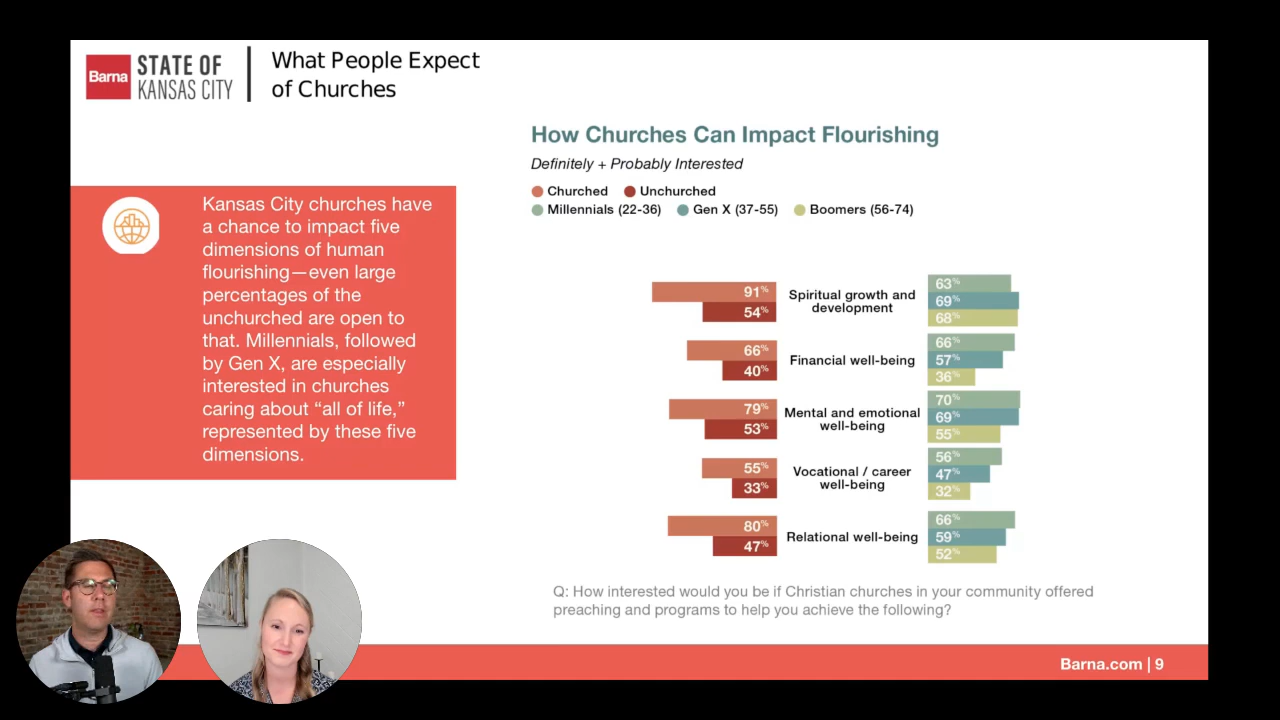 Barna
STATE OF
KANSAS CITY
What People Expect
of Churches
How Churches Can Impact Flourishing
Definitely + Probably Interested
Churched Unchurched
Millennials (22-36) Gen X (37-55) Boomers (56-74)
Kansas City churches have
a chance to impact five
dimensions of human
flourishing—even large
percentages of the
unchurched are open to
that. Millennials, followed
by Gen X, are especially
interested in churches
caring about “all of life,”
represented by these five
dimensions.
91%
54%
Spiritual growth and
development
63%
69%
68%
66%
40%
Financial well-being
66%
57%
36%
79%
53%
Mental and emotional
well-being
70%
69%
55%
55%
33%
Vocational / career
well-being
56%
47%
32%
80%
47%
Relational well-being
66%
59%
52%
Q: How interested would you be if Christian churches in your community offered
preaching and programs to help you achieve the following?
Barna.com | 9